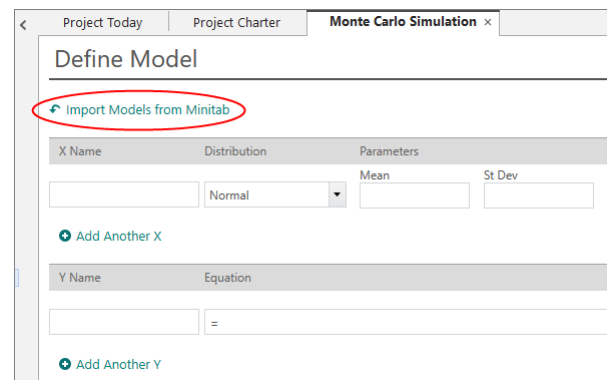 Project Today Project Charter Monte Carlo Simulation ×
Define Model
Import Models from Minitab
X Name Distribution Parameters
Mean St Dev
Normal
Add Another X
Y Name Equation
=
Add Another Y